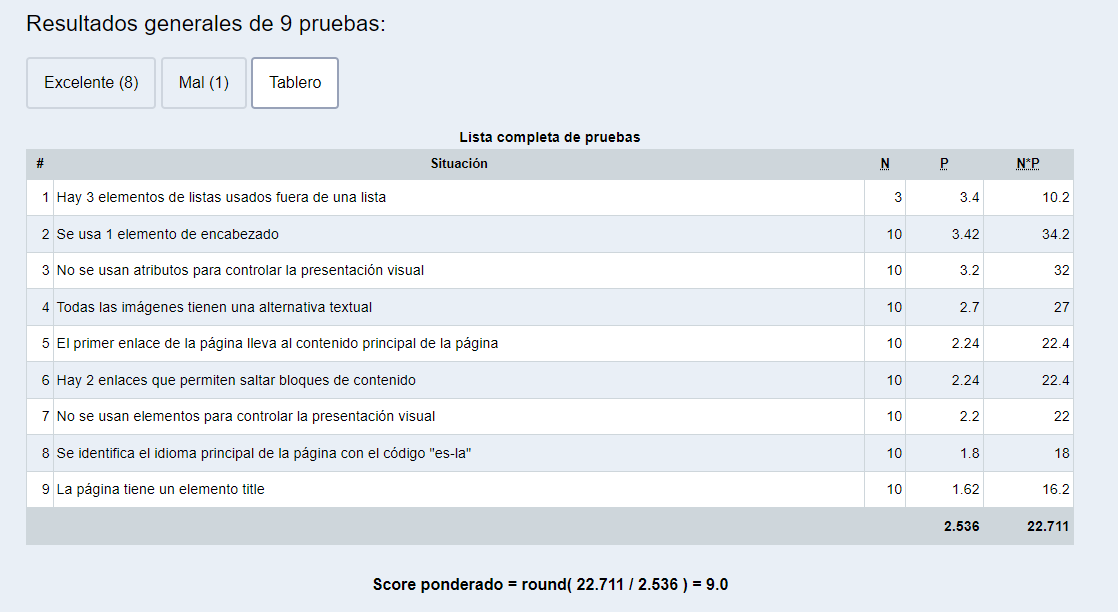 Resultados generales de 9 pruebas:
Excelente (8) Mal (1) Tablero
Lista completa de pruebas
# Situación N P N*P
1 Hay 3 elementos de listas usados fuera de una lista 3 3.4 10.2
2 Se usa 1 elemento de encabezado 10 3.42 34.2
3 No se usan atributos para controlar la presentación visual 10 3.2 32
4 Todas las imágenes tienen una alternativa textual 10 2.7 27
5 El primer enlace de la página lleva al contenido principal de la página 10 2.24 22.4
6 Hay 2 enlaces que permiten saltar bloques de contenido 10 2.24 22.4
7 No se usan elementos para controlar la presentación visual 10 2.2 22
8 Se identifica el idioma principal de la página con el código "es-la" 10 1.8 18
9 La página tiene un elemento title 10 1.62 16.2
2.536 22.711
Score ponderado = round( 22.711 / 2.536 ) = 9.0